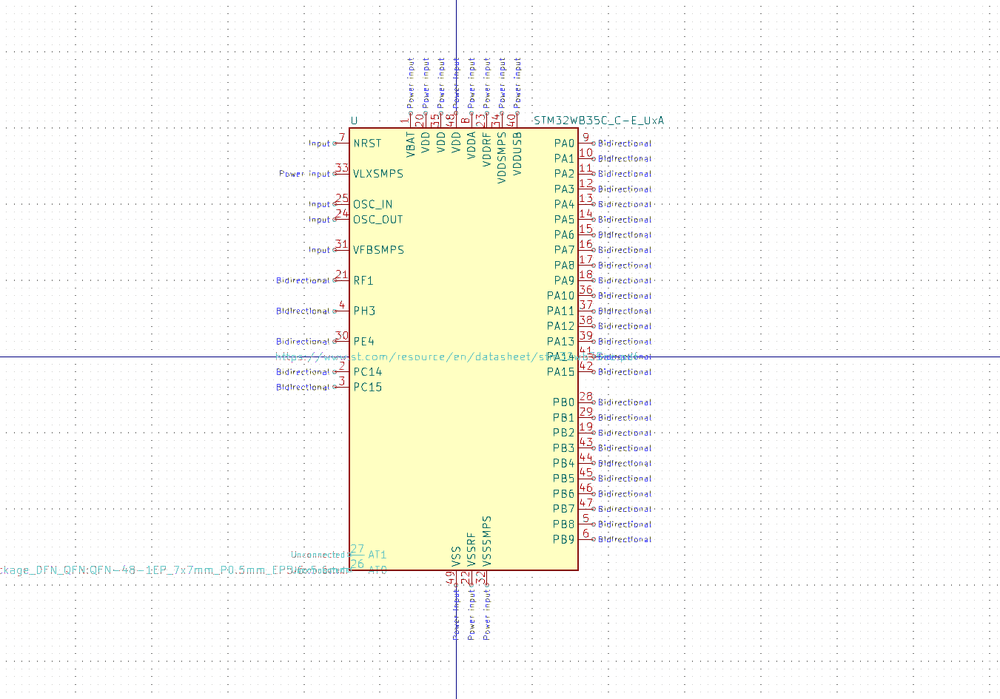 Power input Power input Power input Power input Power input Power input Power input Power input
1 20 35 48 8 23 34 40
U STM32WB35C_C-E_UxA
VBAT VDD VDD VDD VDDA VDDRF VDDSMPS VDDUSB
Input 7 NRST PA0 9 Bidirectional
PA1 10 Bidirectional
Power input 33 VLXSMPS PA2 11 Bidirectional
PA3 12 Bidirectional
Input 25 OSC_IN PA4 13 Bidirectional
Input 24 OSC_OUT PA5 14 Bidirectional
PA6 15 Bidirectional
Input 31 VFBSMPS PA7 16 Bidirectional
PA8 17 Bidirectional
Bidirectional 21 RF1 PA9 18 Bidirectional
PA10 36 Bidirectional
Bidirectional 4 PH3 PA11 37 Bidirectional
PA12 38 Bidirectional
Bidirectional 30 PE4 PA13 39 Bidirectional
https://www.st.com/resource/en/datasheet/ PA14 41 Bidirectional
Bidirectional 2 PC14 PA15 42 Bidirectional
Bidirectional 3 PC15
PB0 28 Bidirectional
PB1 29 Bidirectional
PB2 19 Bidirectional
PB3 43 Bidirectional
PB4 44 Bidirectional
PB5 45 Bidirectional
PB6 46 Bidirectional
PB7 47 Bidirectional
PB8 5 Bidirectional
PB9 6 Bidirectional
Unconnected 27 AT1
ckage_DFN_QFN:QFN-48-1EP_7x7mm_P0.5mm_EP5.6x5.6mm 26 AT0
VSS VSSRF VSSSMPS
49 22 32
Power input Power input Power input